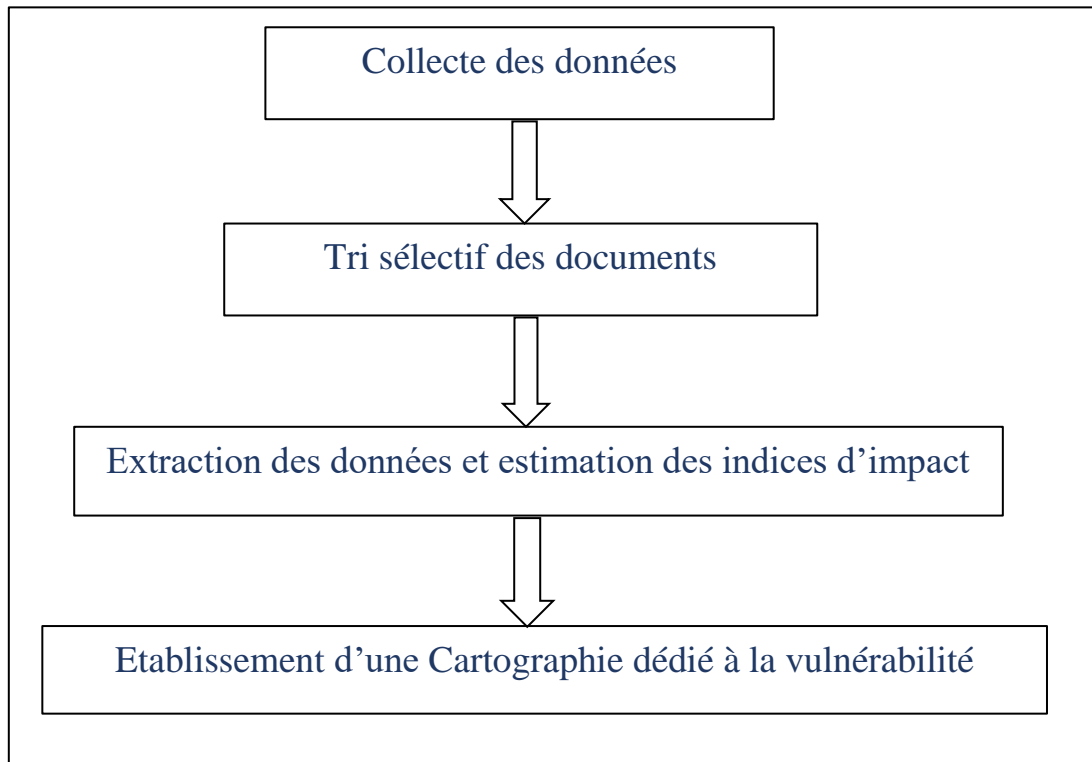 Collecte des données
Tri sélectif des documents
Extraction des données et estimation des indices d’impact
Etablissement d’une Cartographie dédié à la vulnérabilité